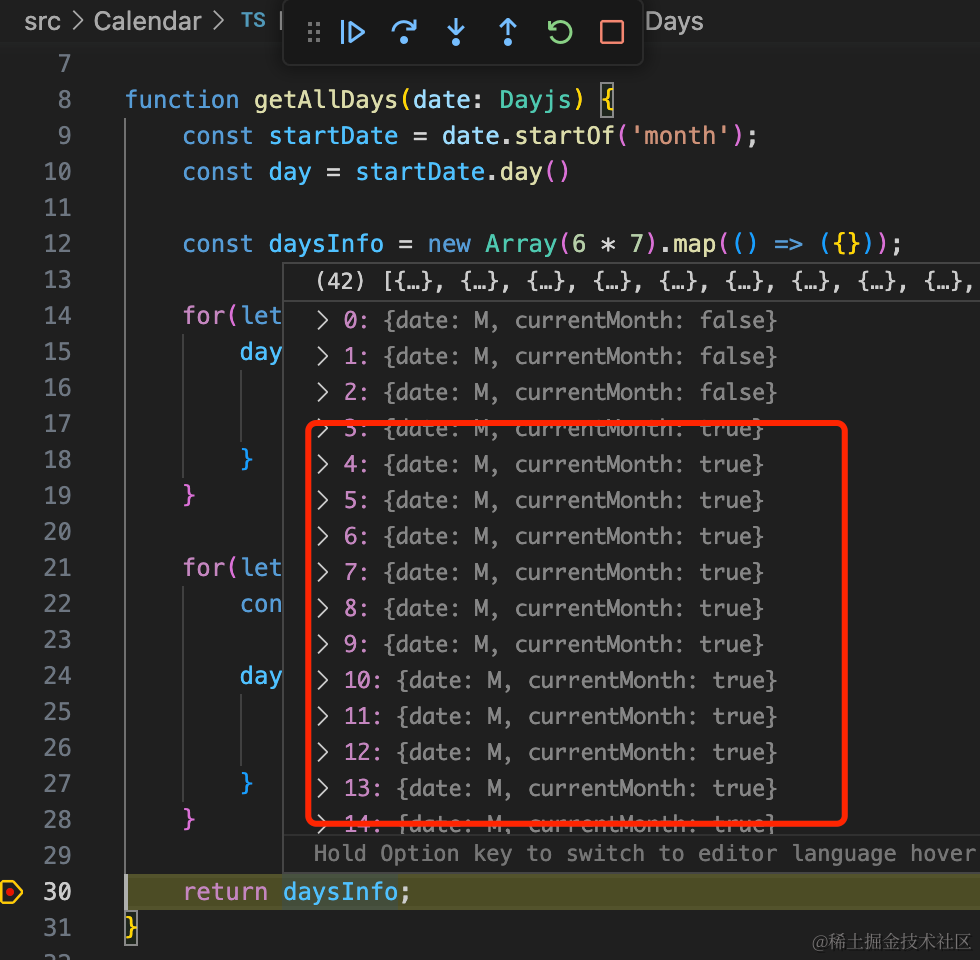 src > Calendar > TS Days
7
8 function getAllDays(date: Dayjs) {
9 const startDate = date.startOf('month');
10 const day = startDate.day()
11
12 const daysInfo = new Array(6 * 7).map(() => ({}));
13 (42) [{…}, {…}, {…}, {…}, {…}, {…}, {…}, {…}, {…},
14 for(let > 0: {date: M, currentMonth: false}
15 day > 1: {date: M, currentMonth: false}
16 > 2: {date: M, currentMonth: false}
17 > 3: {date: M, currentMonth: true}
18 } > 4: {date: M, currentMonth: true}
19 } > 5: {date: M, currentMonth: true}
20 > 6: {date: M, currentMonth: true}
21 for(let > 7: {date: M, currentMonth: true}
22 con > 8: {date: M, currentMonth: true}
23 > 9: {date: M, currentMonth: true}
24 day > 10: {date: M, currentMonth: true}
25 > 11: {date: M, currentMonth: true}
26 > 12: {date: M, currentMonth: true}
27 } > 13: {date: M, currentMonth: true}
28 } > 14: {date: M, currentMonth: true}
29 Hold Option key to switch to editor language hover
30 return daysInfo;
31 }
@稀土掘金技术社区